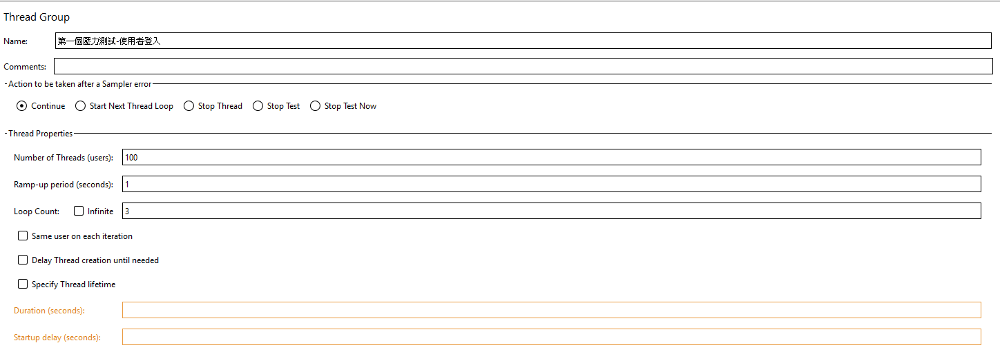 Thread Group
Name: 第一個壓力測試-使用者登入
Comments:
Action to be taken after a Sampler error
Continue Start Next Thread Loop Stop Thread Stop Test Stop Test Now
Thread Properties
Number of Threads (users): 100
Ramp-up period (seconds): 1
Loop Count: Infinite 3
Same user on each iteration
Delay Thread creation until needed
Specify Thread lifetime
Duration (seconds):
Startup delay (seconds):